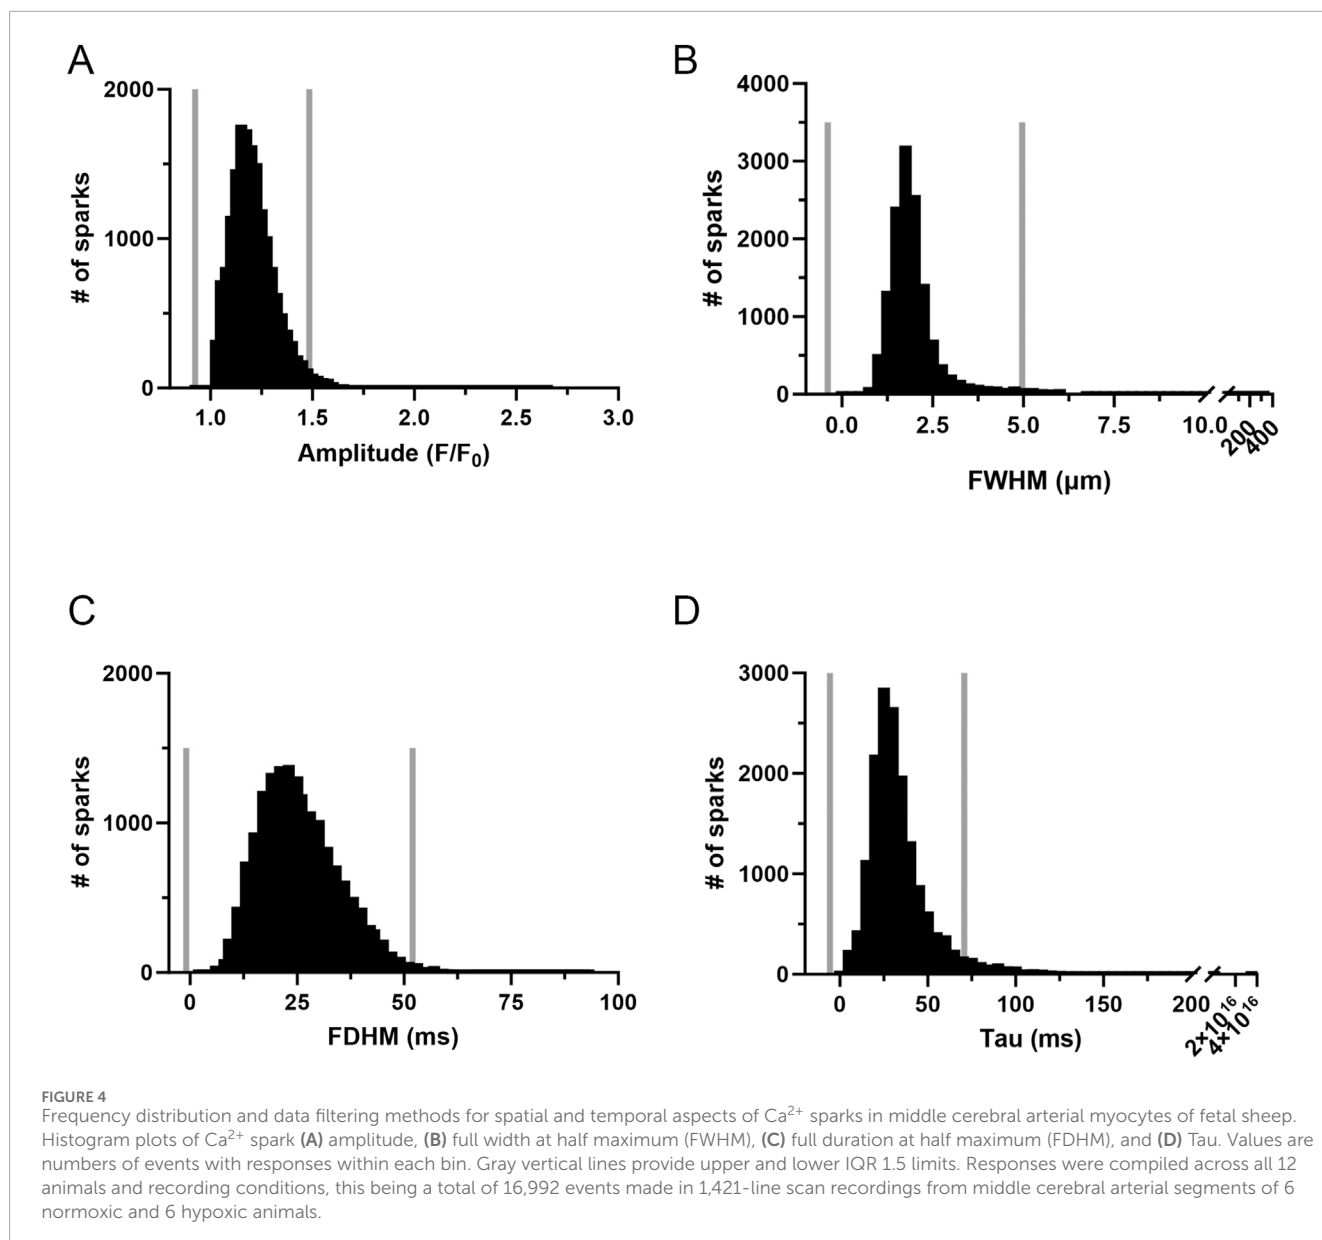 A
B
2000
1000
0
# of sparks
1.0 1.5 2.0 2.5 3.0
Amplitude (F/F₀)
4000
3000
2000
1000
0
# of sparks
0.0 2.5 5.0 7.5 10.0 200 400
FWHM (µm)
C
D
2000
1000
0
# of sparks
0 25 50 75 100
FDHM (ms)
3000
2000
1000
0
# of sparks
0 50 100 150 200 2×10¹⁶ 4×10¹⁶
Tau (ms)
FIGURE 4
Frequency distribution and data filtering methods for spatial and temporal aspects of Ca²⁺ sparks in middle cerebral arterial myocytes of fetal sheep.
Histogram plots of Ca²⁺ spark (A) amplitude, (B) full width at half maximum (FWHM), (C) full duration at half maximum (FDHM), and (D) Tau. Values are
numbers of events with responses within each bin. Gray vertical lines provide upper and lower IQR 1.5 limits. Responses were compiled across all 12
animals and recording conditions, this being a total of 16,992 events made in 1,421-line scan recordings from middle cerebral arterial segments of 6
normoxic and 6 hypoxic animals.